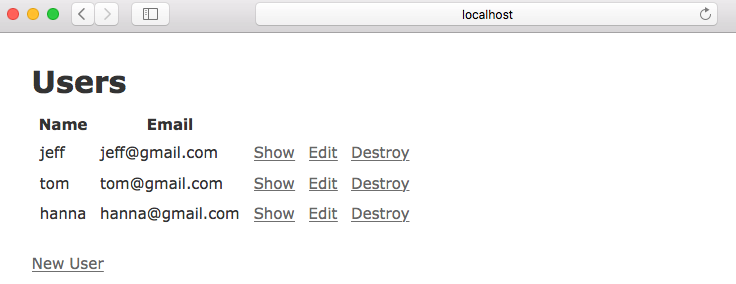 localhost
Users
Name Email
jeff jeff@gmail.com Show Edit Destroy
tom tom@gmail.com Show Edit Destroy
hanna hanna@gmail.com Show Edit Destroy
New User